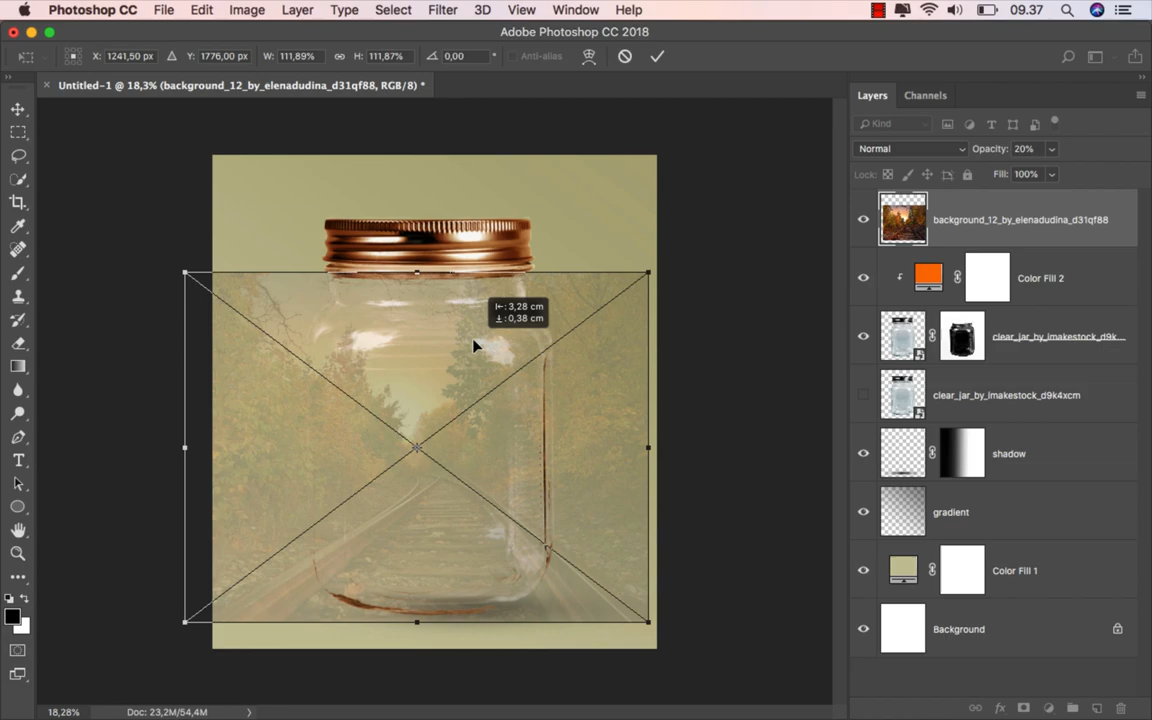 Photoshop CC File Edit Image Layer Type Select Filter 3D View Window Help 09.37
Adobe Photoshop CC 2018
X: 1241,50 px Y: 1776,00 px W: 111,89% H: 111,87% 0,00 ° Anti-alias
× Untitled-1 @ 18,3% (background_12_by_elenadudina_d31qf88, RGB/8) *
Layers Channels
Kind
Normal Opacity: 20%
Lock: Fill: 100%
background_12_by_elenadudina_d31qf88
Color Fill 2
: 3,28 cm
: 0,38 cm
clear_jar_by_imakestock_d9k...
clear_jar_by_imakestock_d9k4xcm
shadow
gradient
Color Fill 1
Background
18,28% Doc: 23,2M/54,4M
fx